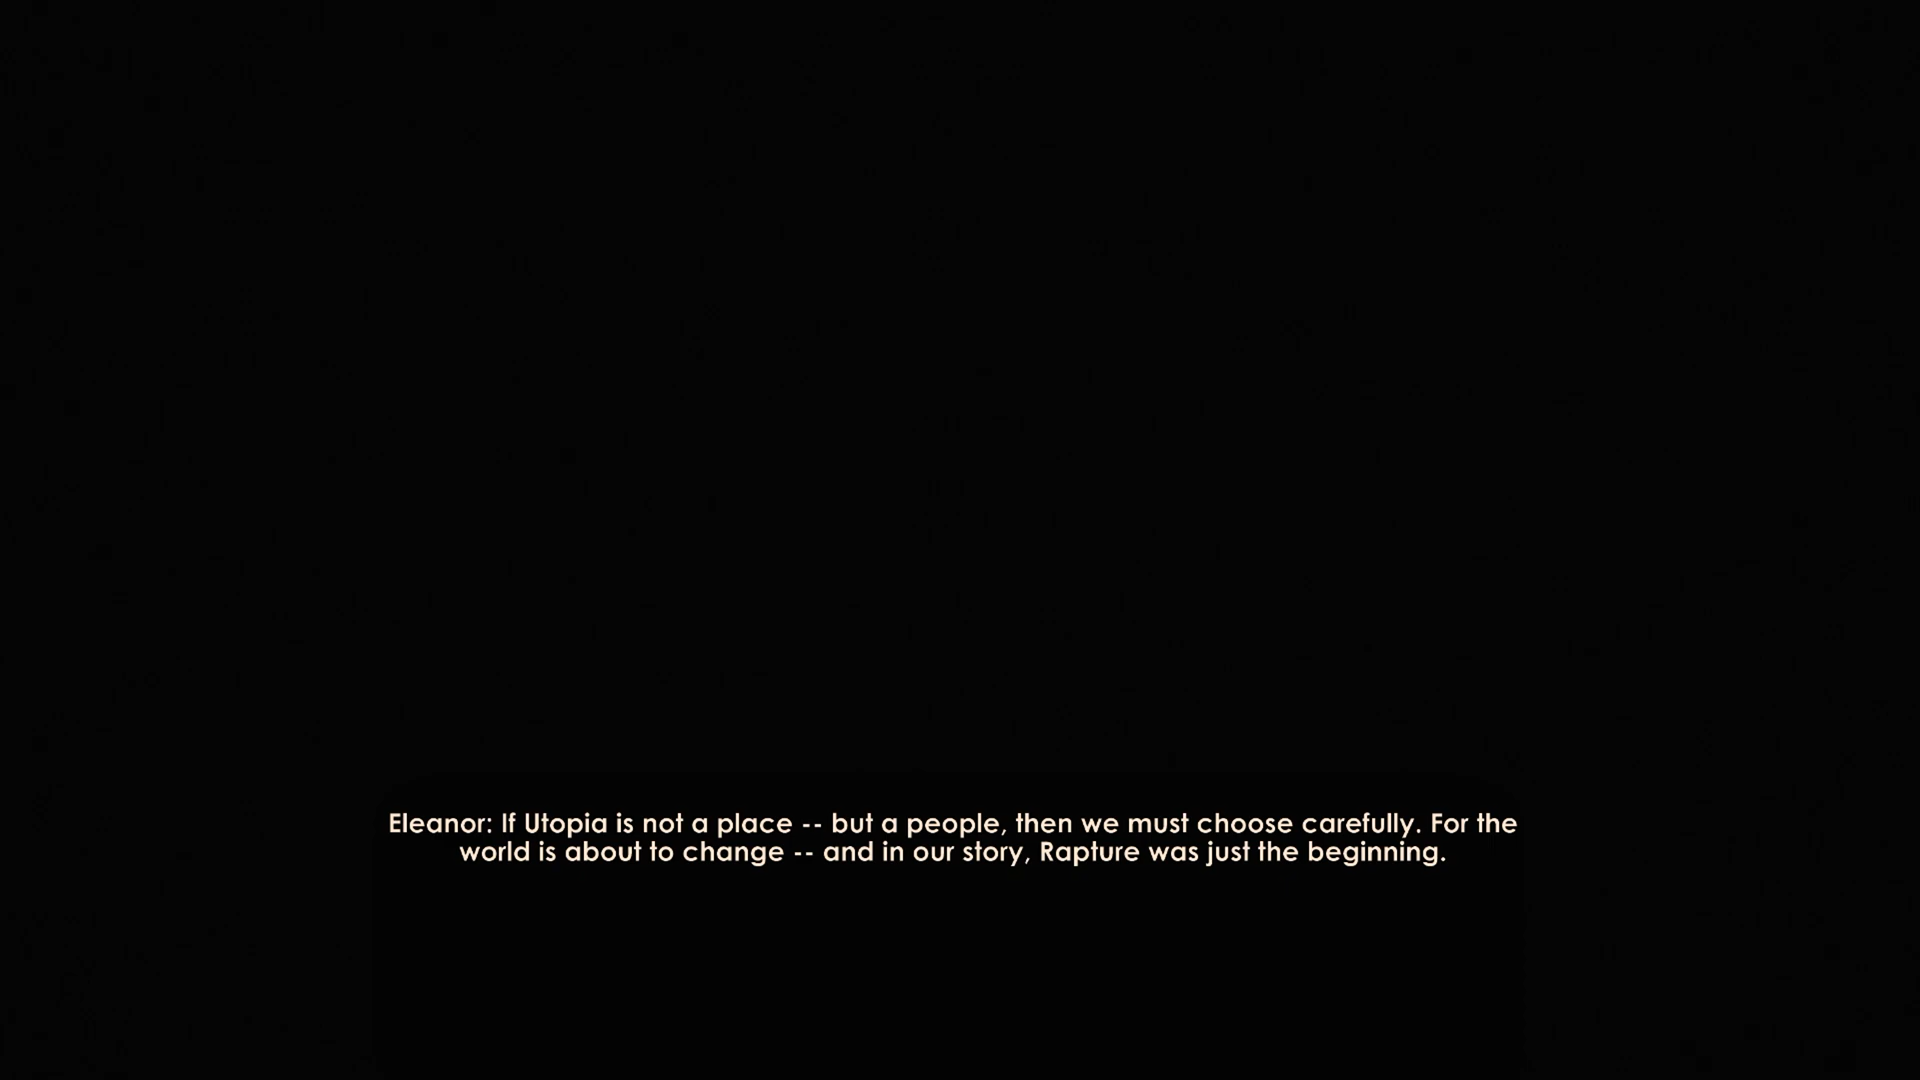 Eleanor: If Utopia is not a place -- but a people, then we must choose carefully. For the
world is about to change -- and in our story, Rapture was just the beginning.